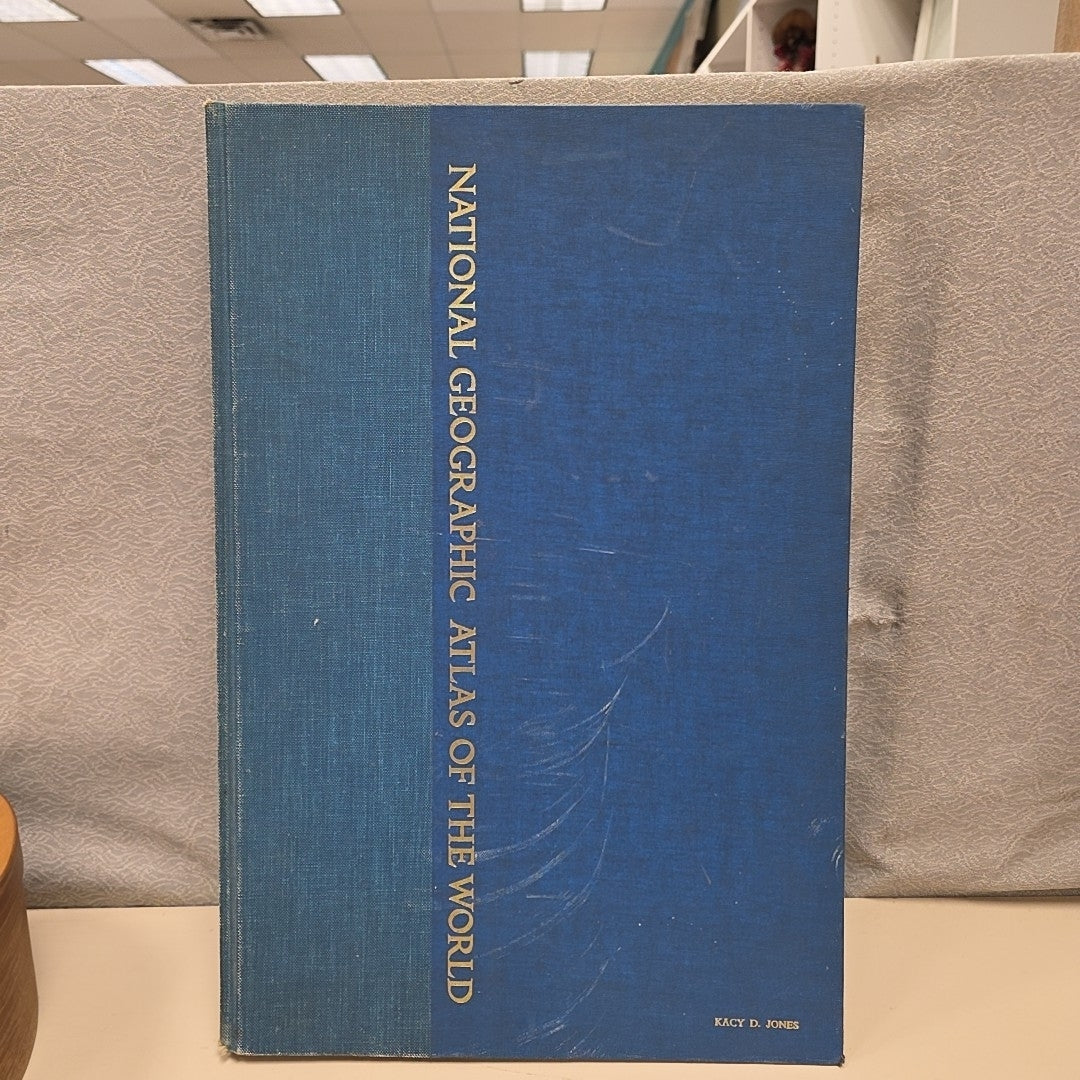 NATIONAL GEOGRAPHIC ATLAS OF THE WORLD
KACY D. JONES